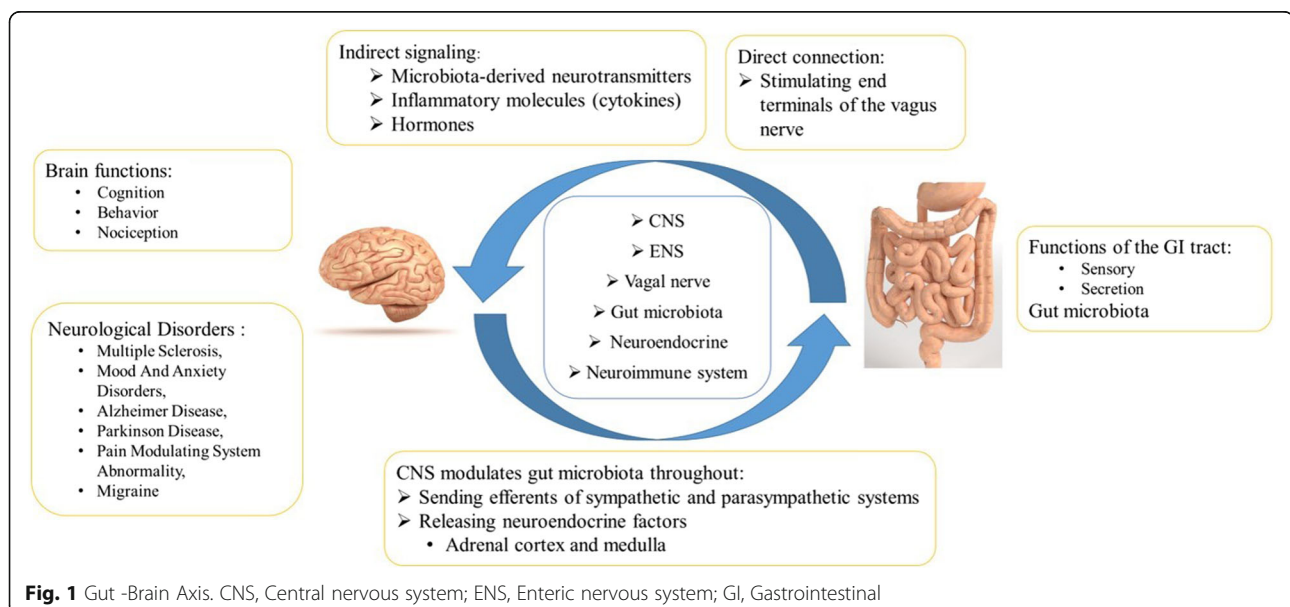 Indirect signaling:
➢ Microbiota-derived neurotransmitters
➢ Inflammatory molecules (cytokines)
➢ Hormones
Direct connection:
➢ Stimulating end
terminals of the vagus
nerve
Brain functions:
• Cognition
• Behavior
• Nociception
➢ CNS
➢ ENS
➢ Vagal nerve
➢ Gut microbiota
➢ Neuroendocrine
➢ Neuroimmune system
Functions of the GI tract:
• Sensory
• Secretion
Gut microbiota
Neurological Disorders :
• Multiple Sclerosis,
• Mood And Anxiety
Disorders,
• Alzheimer Disease,
• Parkinson Disease,
• Pain Modulating System
Abnormality,
• Migraine
CNS modulates gut microbiota throughout:
➢ Sending efferents of sympathetic and parasympathetic systems
➢ Releasing neuroendocrine factors
• Adrenal cortex and medulla
Fig. 1 Gut -Brain Axis. CNS, Central nervous system; ENS, Enteric nervous system; GI, Gastrointestinal